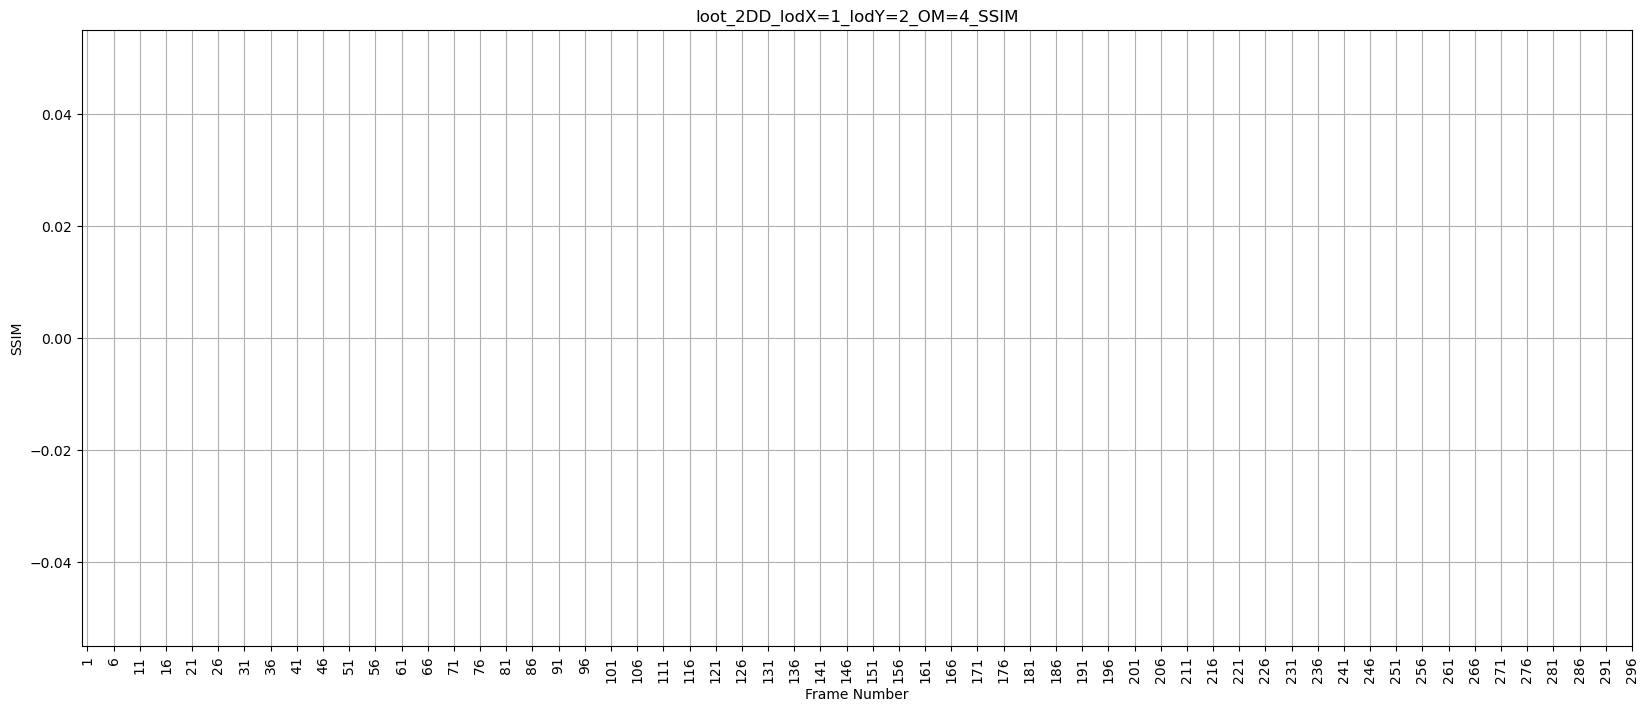 loot_2DD_lodX=1_lodY=2_OM=4_SSIM
0.04
0.02
0.00
−0.02
−0.04
SSIM
1 6 11 16 21 26 31 36 41 46 51 56 61 66 71 76 81 86 91 96 101 106 111 116 121 126 131 136 141 146 151 156 161 166 171 176 181 186 191 196 201 206 211 216 221 226 231 236 241 246 251 256 261 266 271 276 281 286 291 296
Frame Number